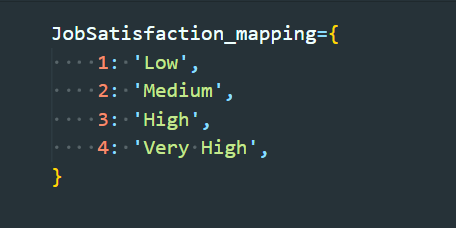 JobSatisfaction_mapping={
    1: 'Low',
    2: 'Medium',
    3: 'High',
    4: 'Very High',
}